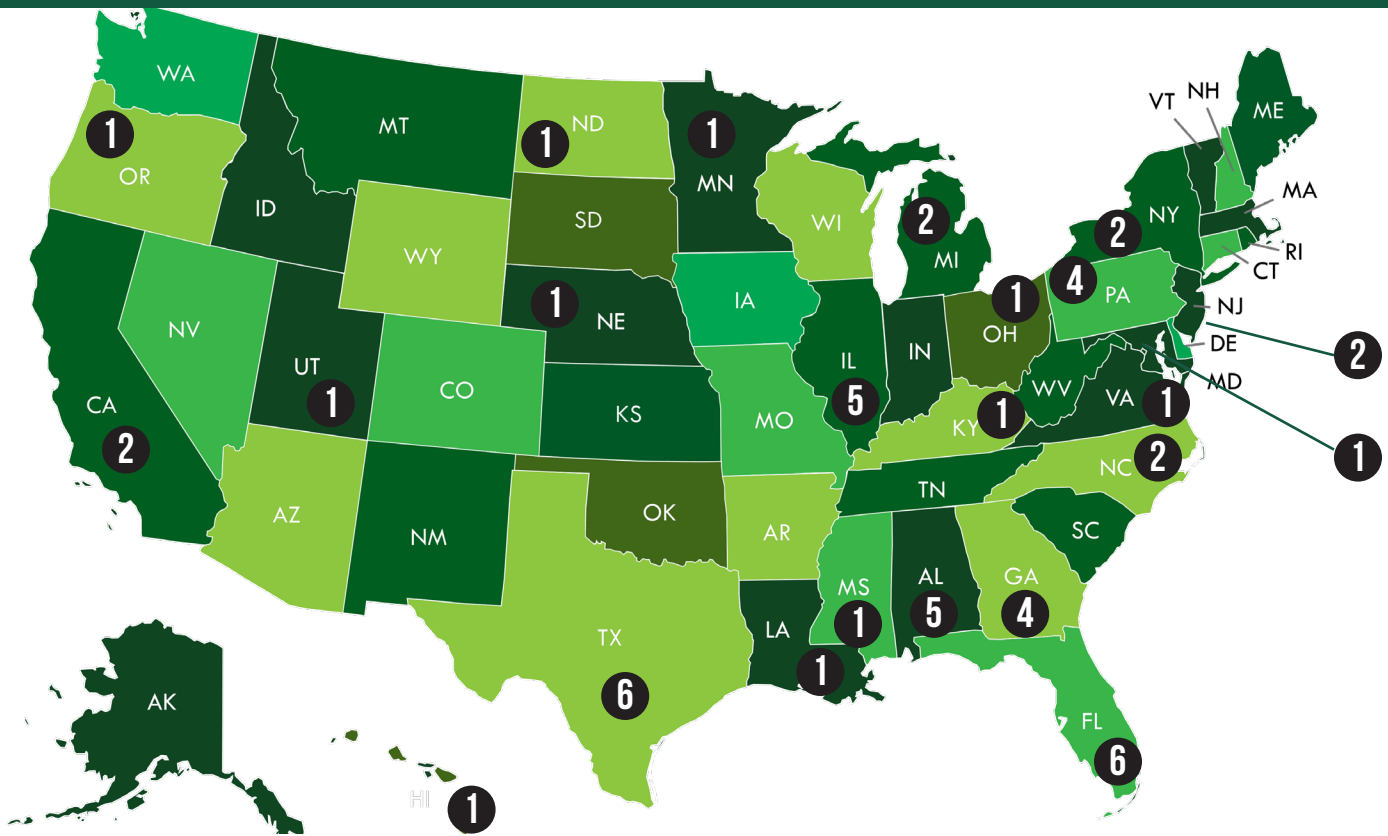 WA
MT
ND
1
MN
1
OR
1
ID
SD
WI
MI
2
NY
2
VT
NH
ME
MA
RI
CT
WY
NE
1
IA
PA
4
NJ
2
DE
MD
1
NV
UT
1
CO
KS
MO
IL
5
IN
OH
1
WV
VA
1
KY
1
CA
2
AZ
NM
OK
AR
TN
NC
2
SC
MS
1
AL
5
GA
4
TX
6
LA
1
FL
6
AK
HI
1